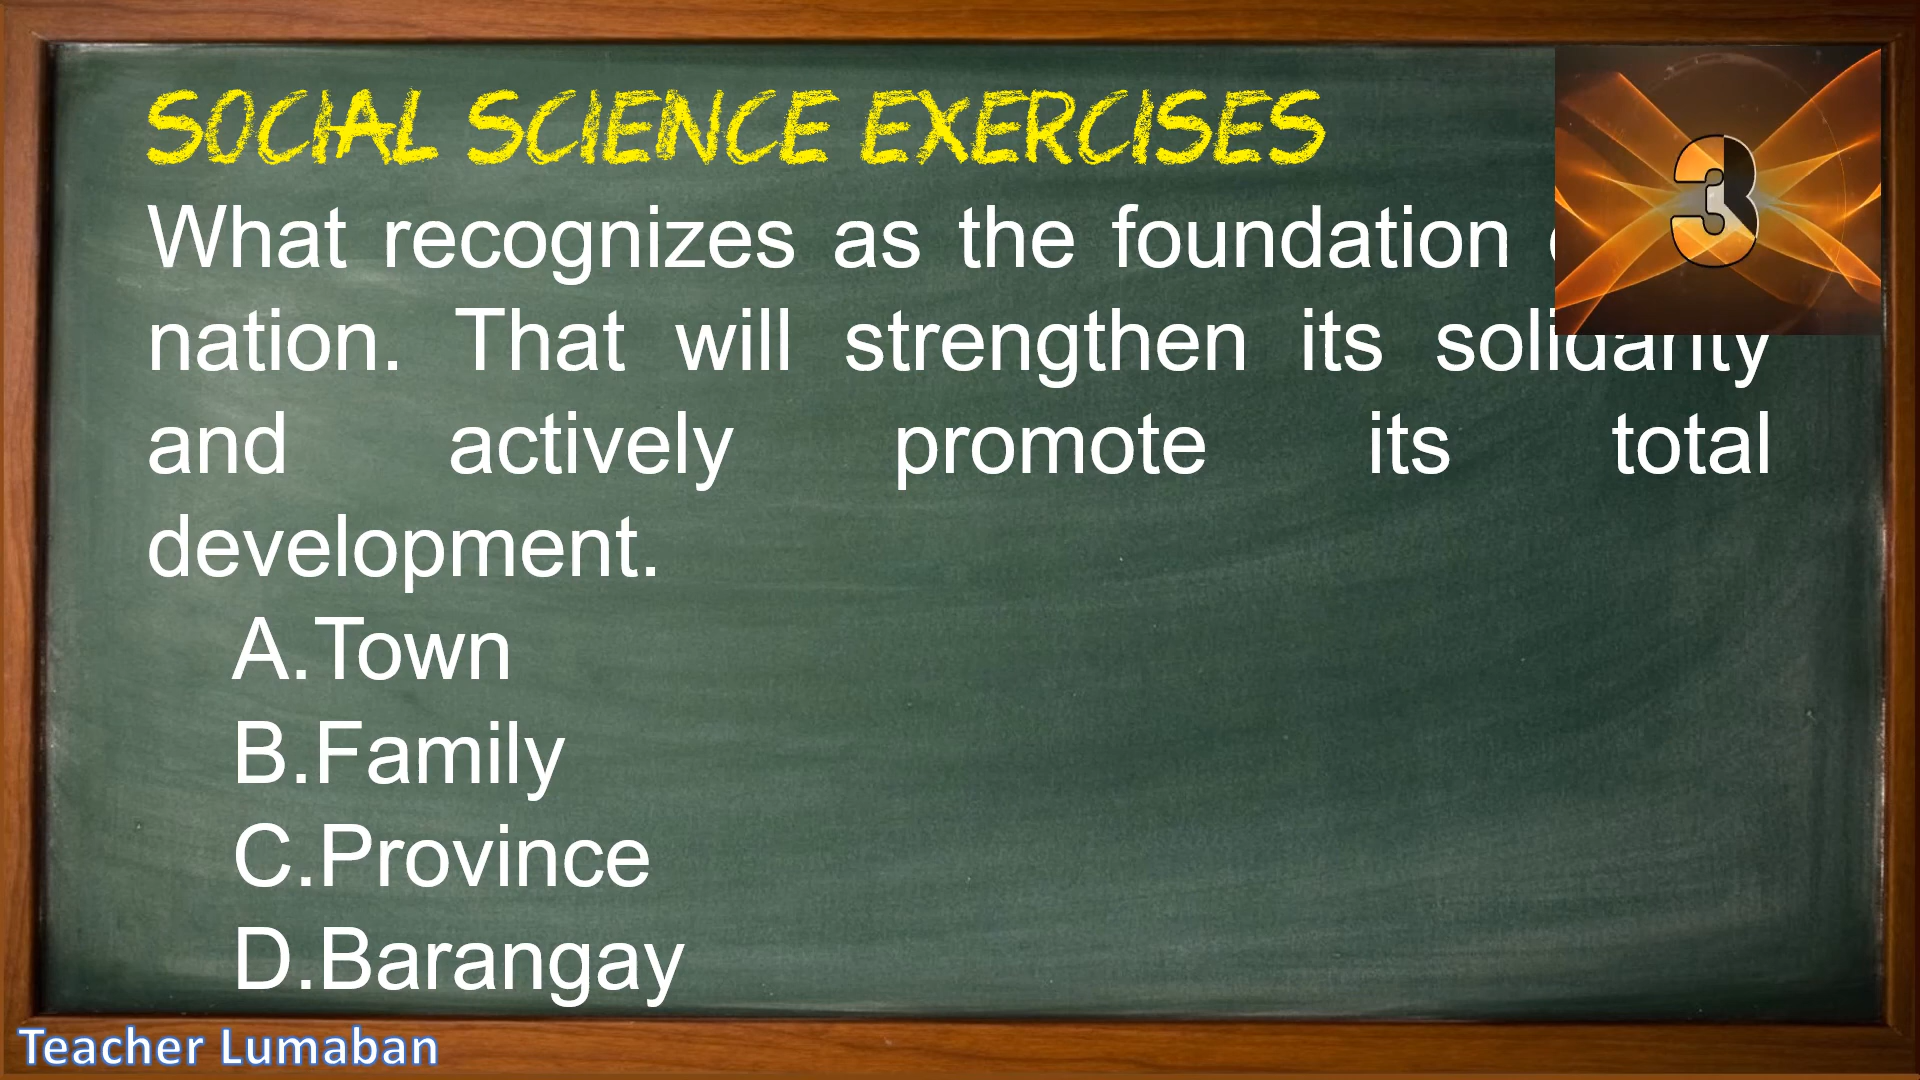 SOCIAL SCIENCE EXERCISES
3
What recognizes as the foundation
nation. That will strengthen its solidarity
and actively promote its total
development.
A.Town
B.Family
C.Province
D.Barangay
Teacher Lumaban